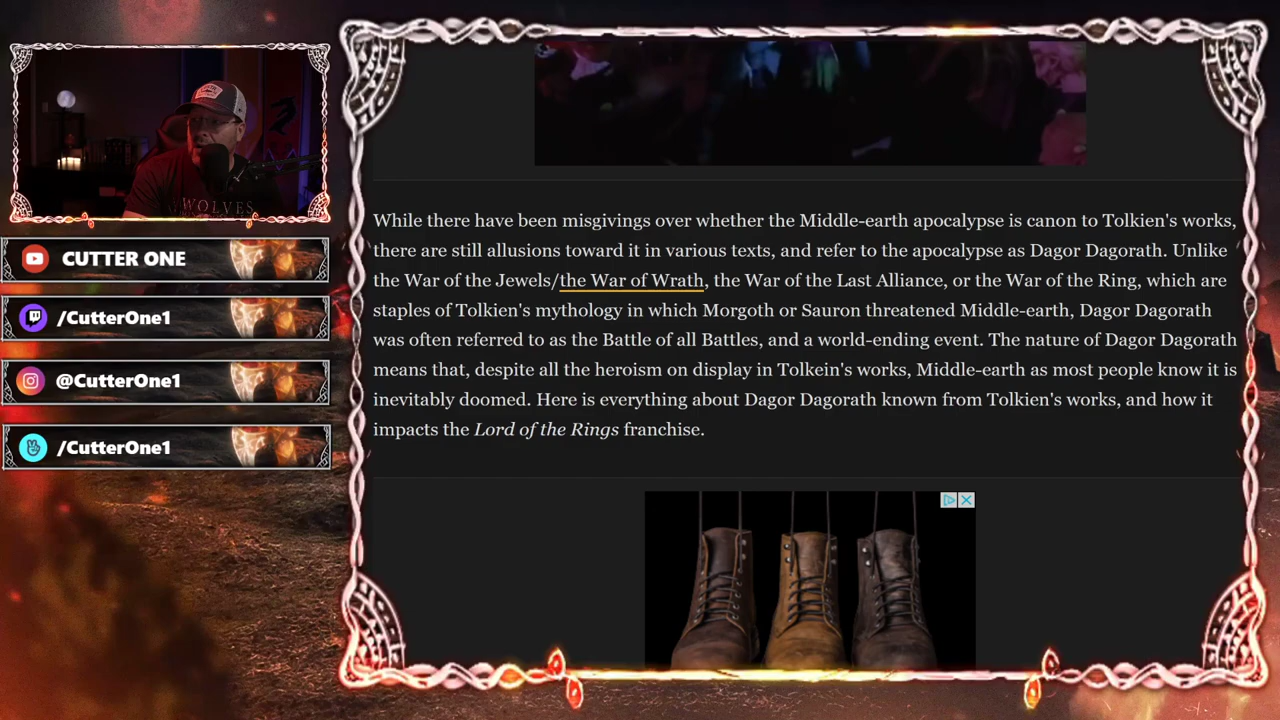 While there have been misgivings over whether the Middle-earth apocalypse is canon to Tolkien's works,
there are still allusions toward it in various texts, and refer to the apocalypse as Dagor Dagorath. Unlike
the War of the Jewels/the War of Wrath, the War of the Last Alliance, or the War of the Ring, which are
staples of Tolkien's mythology in which Morgoth or Sauron threatened Middle-earth, Dagor Dagorath
was often referred to as the Battle of all Battles, and a world-ending event. The nature of Dagor Dagorath
means that, despite all the heroism on display in Tolkein's works, Middle-earth as most people know it is
inevitably doomed. Here is everything about Dagor Dagorath known from Tolkien's works, and how it
impacts the Lord of the Rings franchise.
WOLVES
CUTTER ONE
/CutterOne1
@CutterOne1
/CutterOne1